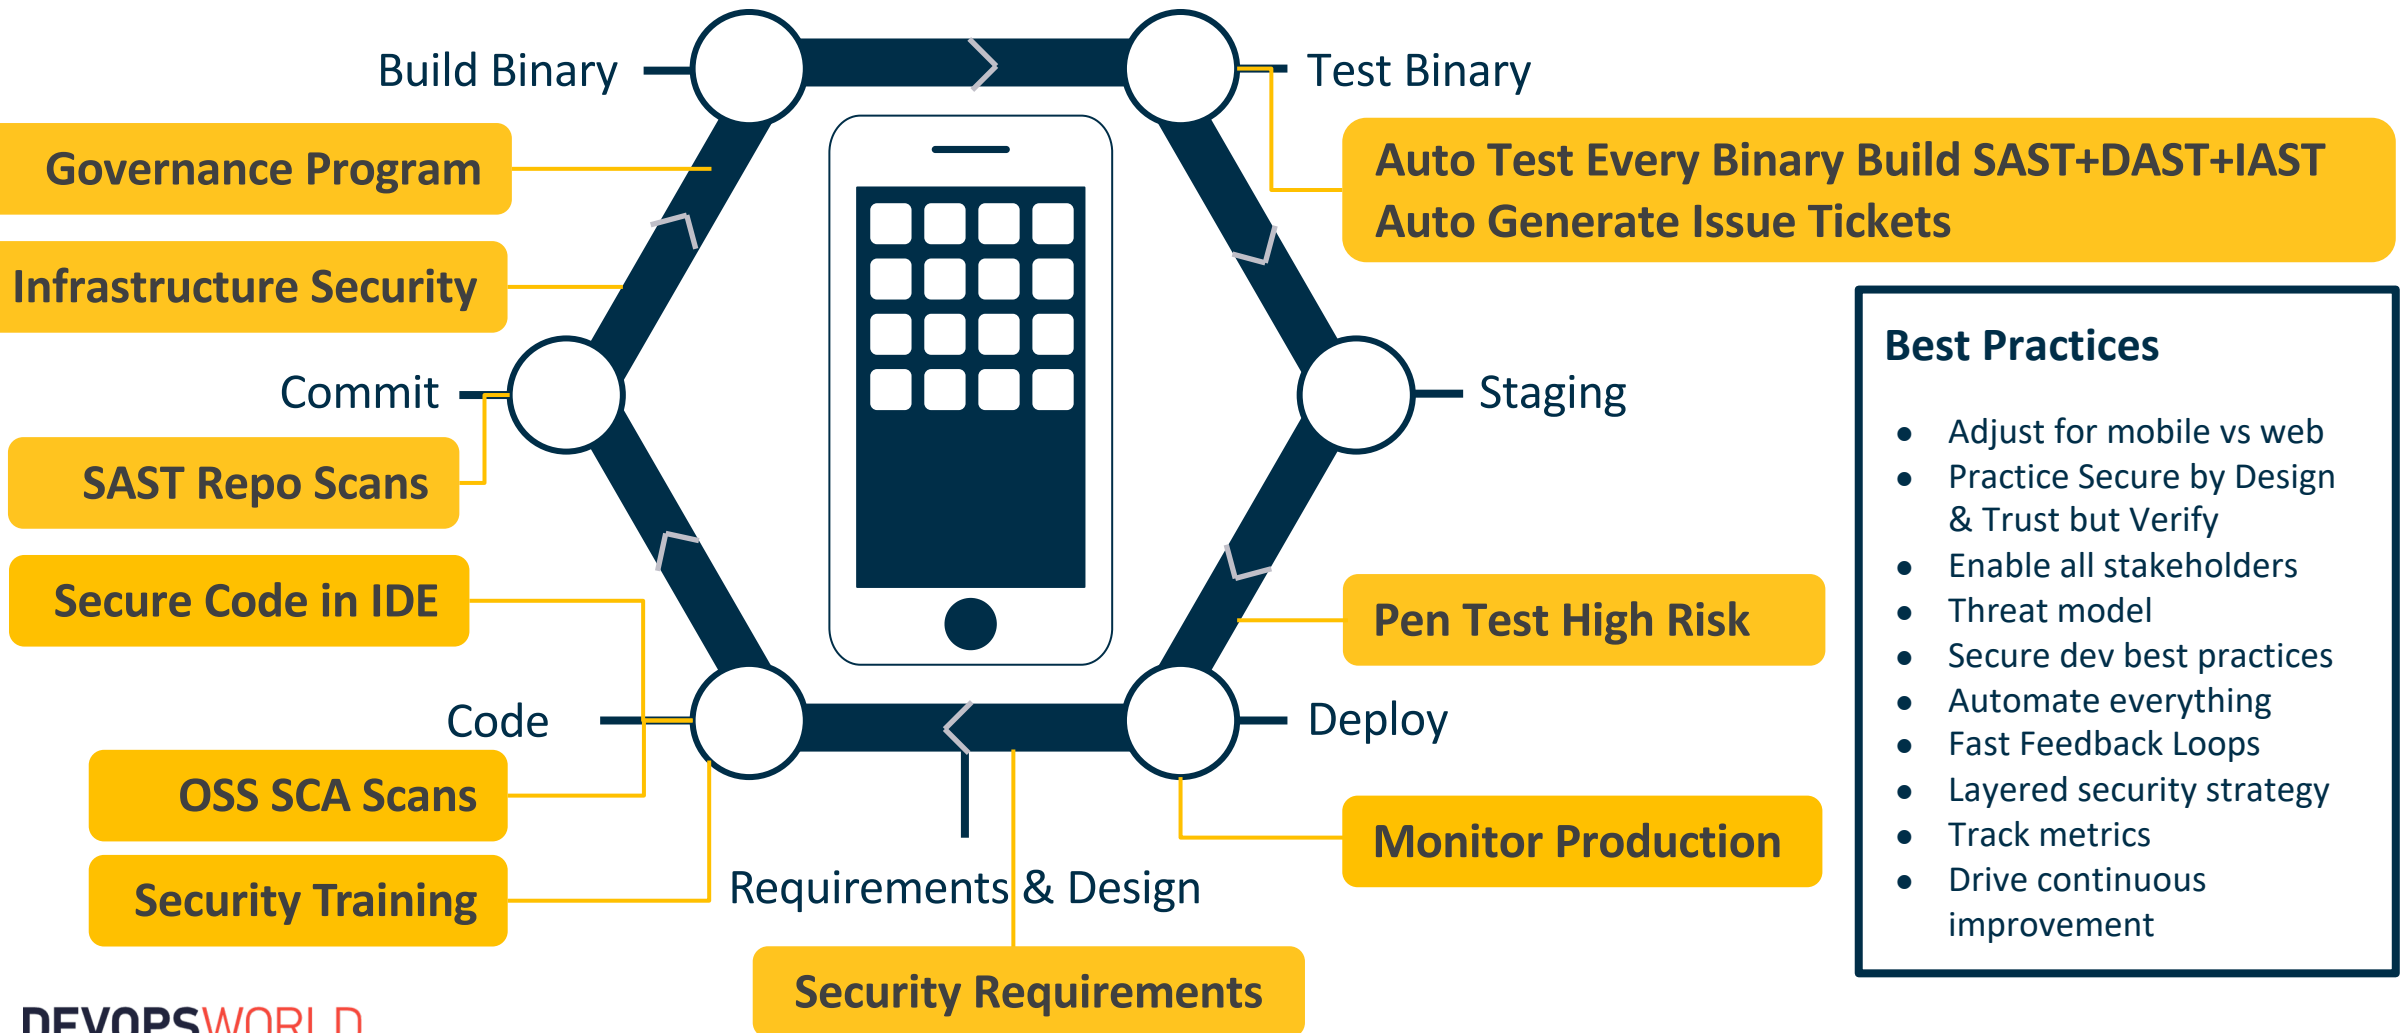 Build Binary
Test Binary
Governance Program
Auto Test Every Binary Build SAST+DAST+IAST
Auto Generate Issue Tickets
Infrastructure Security
Commit
Staging
SAST Repo Scans
Secure Code in IDE
Pen Test High Risk
Code
Deploy
OSS SCA Scans
Monitor Production
Security Training
Requirements & Design
Security Requirements
Best Practices
● Adjust for mobile vs web
● Practice Secure by Design
& Trust but Verify
● Enable all stakeholders
● Threat model
● Secure dev best practices
● Automate everything
● Fast Feedback Loops
● Layered security strategy
● Track metrics
● Drive continuous
improvement
DEVOPSWORLD